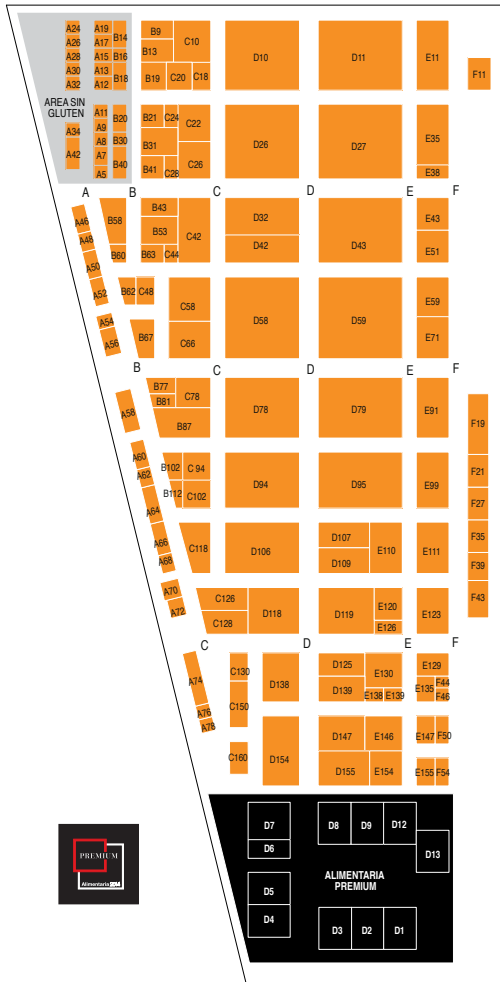 A24 A19 B9
A26 A17 B14 C10 D10 D11 E11
A28 A15 B16 B13
A30 A13 B18 B19 C20 C18 F11
A32 A12
AREA SIN
GLUTEN
A11 B20 B21 C24 C22
A34 A9 E35
A8 B30 B31 D26 D27
A42 A7 B40 B41 C28 C26
A5 E38
A B C D E F
A46 B58 B43 D32 E43
A48 B53 C42 D43
A50 B60 B63 C44 D42 E51
A52 B62 C48 C58 E59
A54 D58 D59
A56 B67 C66 E71
B C D E F
A58 B77 C78 D78 D79 E91
B81 F19
B87
A60 B102 C 94 F21
A62 D94 D95 E99
A64 B112 C102 F27
A66 C118 D106 D107 E110 E111 F35
A68 D109 F39
A70 C126 E120 F43
A72 D118 D119 E123
C128 E126
C D E F
A74 C130 D138 D125 E130 E129
D139 E138 E139 E135 F44
F46
A76 C150
A78 D147 E146 E147 F50
C160 D154 D155 E154 E155 F54
D7 D8 D9 D12
D6 D13
ALIMENTARIA
PREMIUM
D5
D4 D3 D2 D1
PREMIUM
Alimentaria 2014